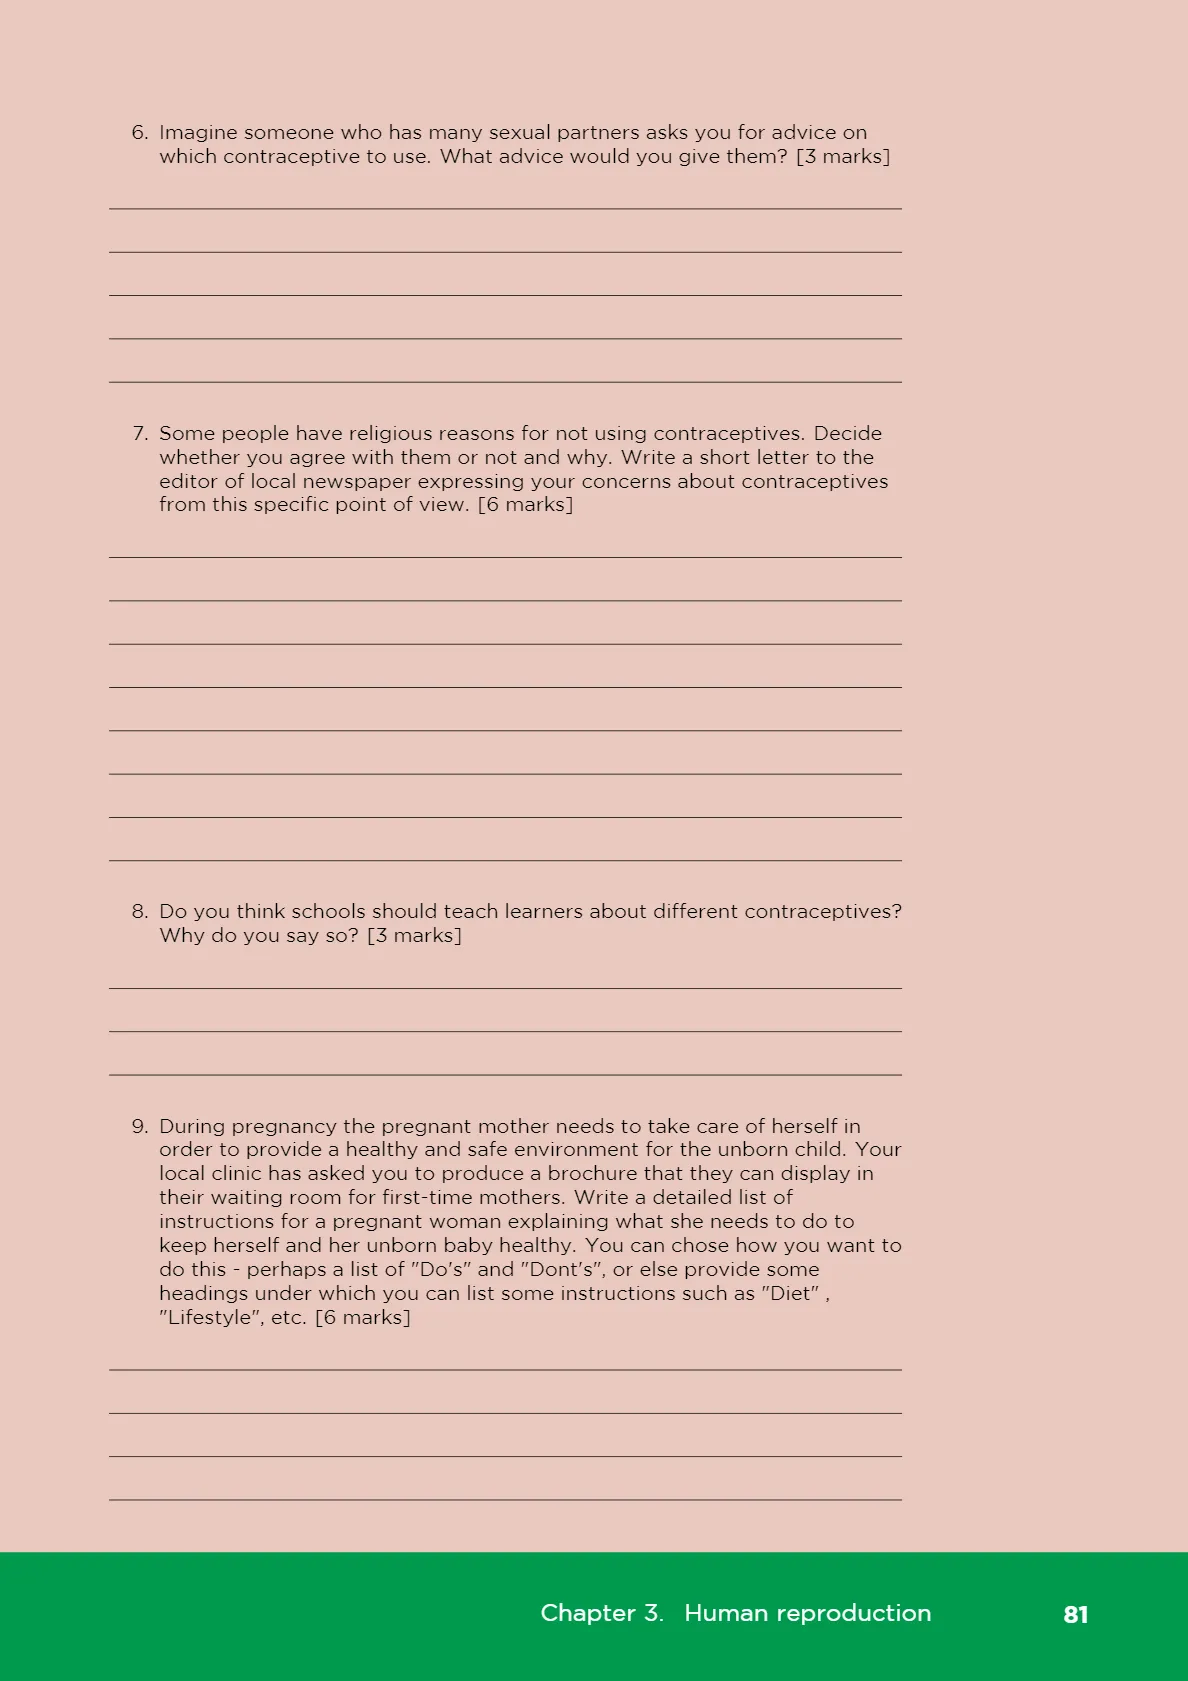 6. Imagine someone who has many sexual partners asks you for advice on
which contraceptive to use. What advice would you give them? [3 marks]
7. Some people have religious reasons for not using contraceptives. Decide
whether you agree with them or not and why. Write a short letter to the
editor of local newspaper expressing your concerns about contraceptives
from this specific point of view. [6 marks]
8. Do you think schools should teach learners about different contraceptives?
Why do you say so? [3 marks]
9. During pregnancy the pregnant mother needs to take care of herself in
order to provide a healthy and safe environment for the unborn child. Your
local clinic has asked you to produce a brochure that they can display in
their waiting room for first-time mothers. Write a detailed list of
instructions for a pregnant woman explaining what she needs to do to
keep herself and her unborn baby healthy. You can chose how you want to
do this - perhaps a list of "Do's" and "Dont's", or else provide some
headings under which you can list some instructions such as "Diet" ,
"Lifestyle", etc. [6 marks]
Chapter 3. Human reproduction 81